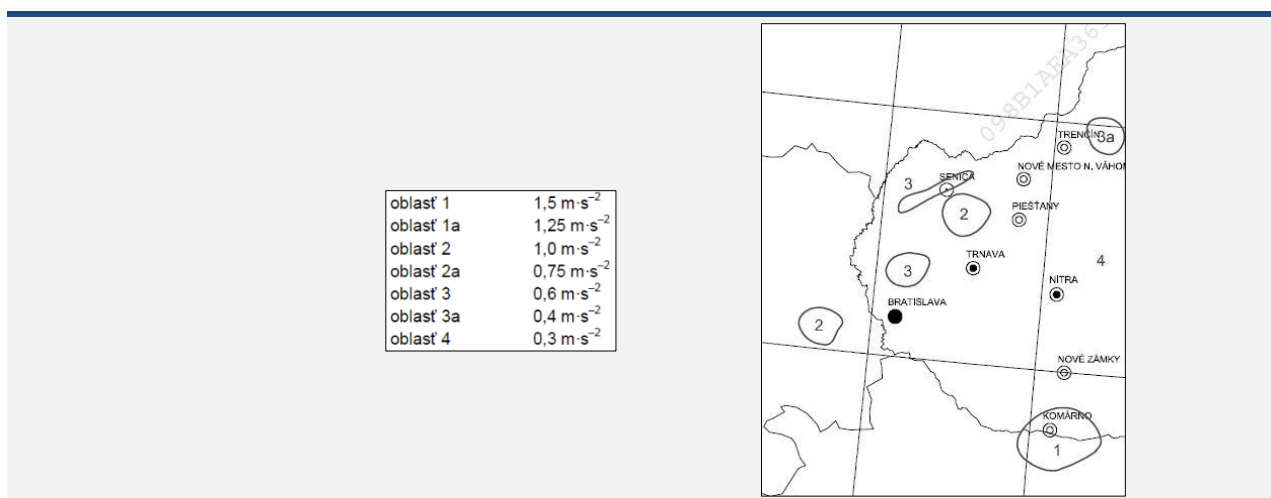 oblasť 1 1,5 m·s⁻²
oblasť 1a 1,25 m·s⁻²
oblasť 2 1,0 m·s⁻²
oblasť 2a 0,75 m·s⁻²
oblasť 3 0,6 m·s⁻²
oblasť 3a 0,4 m·s⁻²
oblasť 4 0,3 m·s⁻²
TRENČÍN
3a
NOVÉ MESTO N. VÁHOM
SENICA
3
2
PIEŠŤANY
TRNAVA
4
3
NITRA
BRATISLAVA
2
NOVÉ ZÁMKY
KOMÁRNO
1